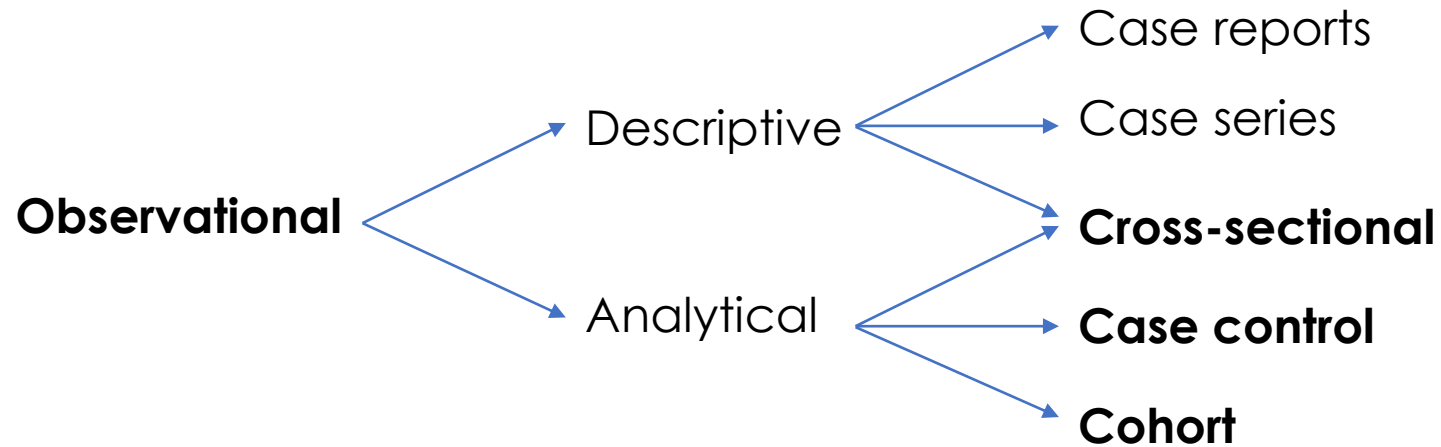 Case reports
Case series
Descriptive
Observational
Cross-sectional
Analytical
Case control
Cohort